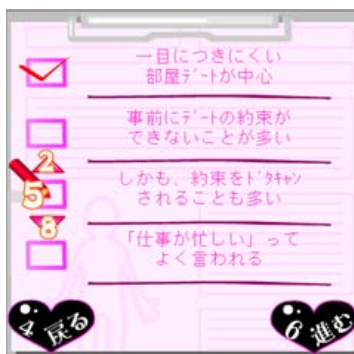 一目につきにくい
部屋ﾃﾞｰﾄが中心
事前にﾃﾞｰﾄの約束が
できないことが多い
2
しかも、約束をﾄﾞﾀｷｬﾝ
5
されることも多い
8
「仕事が忙しい」って
よく言われる
4 戻る
6 進む